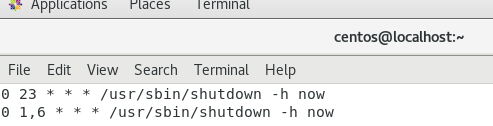 Applications Places Terminal
centos@localhost:~
File Edit View Search Terminal Help
0 23 * * * /usr/sbin/shutdown -h now
0 1,6 * * * /usr/sbin/shutdown -h now